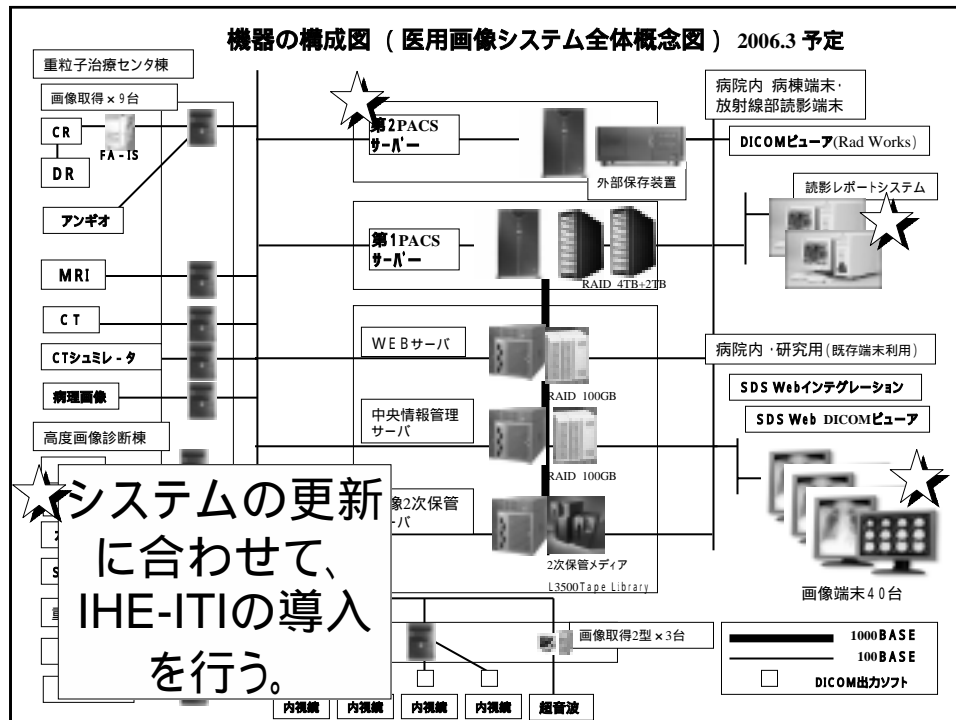 機器の構成図 ( 医用画像システム全体概念図 ) 2006.3 予定
重粒子治療センタ棟
画像取得×9台
CR
FA-IS
DR
アンギオ
MRI
CT
CTシュミレ-タ
病理画像
高度画像診断棟
第2PACS
サーバー
外部保存装置
第1PACS
サーバー
RAID 4TB+2TB
WEBサーバ
RAID 100GB
中央情報管理
サーバ
RAID 100GB
像2次保管
ーバ
2次保管メディア
L3500Tape Library
病院内 病棟端末・
放射線部読影端末
DICOMビューア(Rad Works)
読影レポートシステム
病院内・研究用(既存端末利用)
SDS Webインテグレーション
SDS Web DICOMビューア
画像端末40台
システムの更新
に合わせて、
IHE-ITIの導入
を行う。
画像取得2型×3台
内視鏡
内視鏡
内視鏡
内視鏡
超音波
1000BASE
100BASE
DICOM出力ソフト